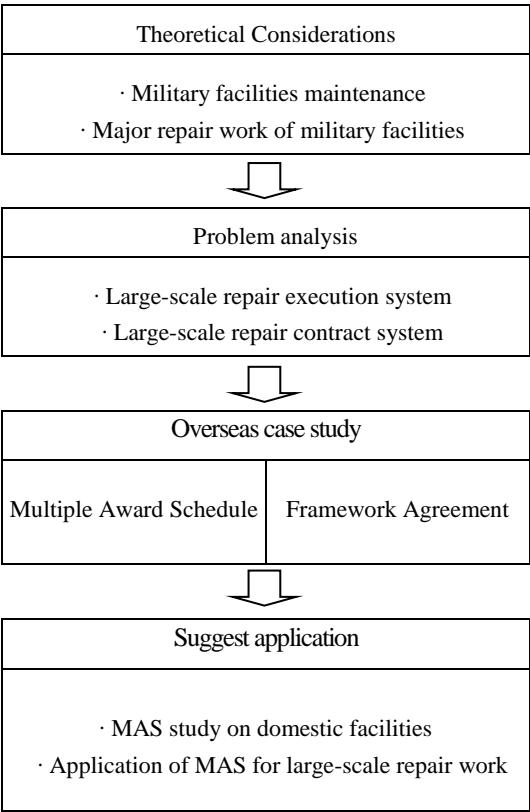 Theoretical Considerations
· Military facilities maintenance
· Major repair work of military facilities
Problem analysis
· Large-scale repair execution system
· Large-scale repair contract system
Overseas case study
Multiple Award Schedule
Framework Agreement
Suggest application
· MAS study on domestic facilities
· Application of MAS for large-scale repair work